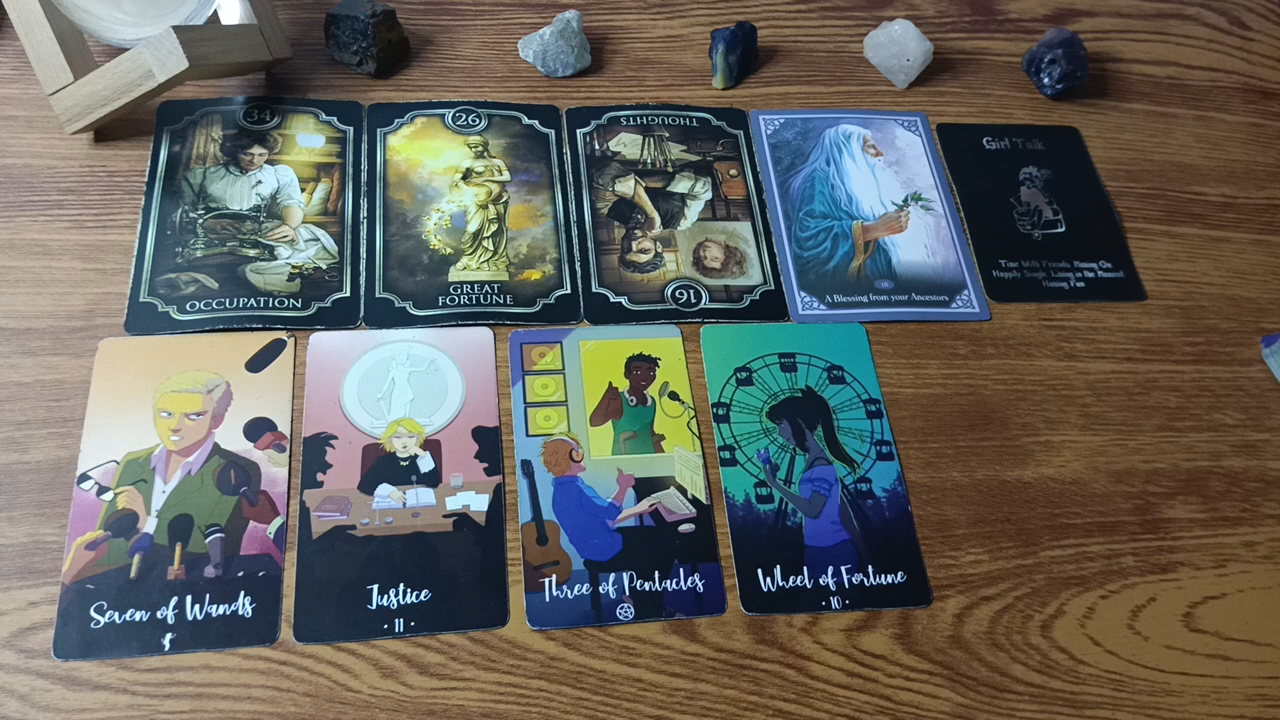 34
OCCUPATION
26
GREAT
FORTUNE
THOUGHTS
16
18
A Blessing from your Ancestors
Girl Talk
Time With Friends, Moving On
Happily Single, Living in the Moment
Having Fun
Seven of Wands
Justice
· 11 ·
Three of Pentacles
Wheel of Fortune
· 10 ·